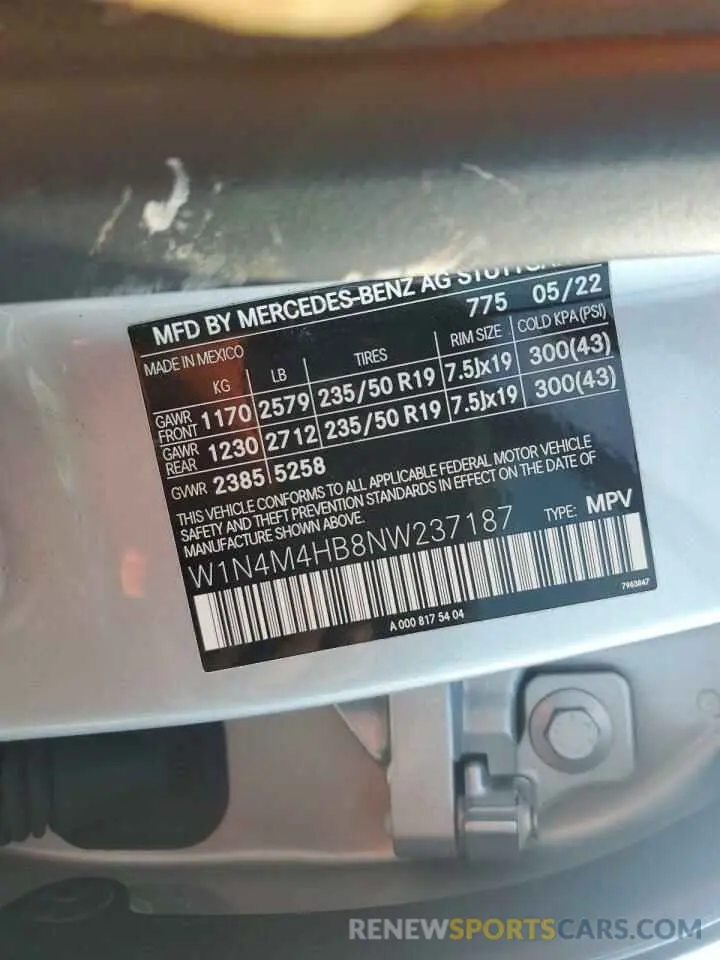 MFD BY MERCEDES-BENZ AG STUTTGA
775 05/22
MADE IN MEXICO
KG LB TIRES RIM SIZE COLD KPA (PSI)
GAWR FRONT 1170 2579 235/50 R19 7.5Jx19 300(43)
GAWR REAR 1230 2712 235/50 R19 7.5Jx19 300(43)
GVWR 2385 5258
THIS VEHICLE CONFORMS TO ALL APPLICABLE FEDERAL MOTOR VEHICLE
SAFETY AND THEFT PREVENTION STANDARDS IN EFFECT ON THE DATE OF
MANUFACTURE SHOWN ABOVE.
W1N4M4HB8NW237187 TYPE: MPV
7963847
A 000 817 54 04
RENEWSPORTSCARS.COM